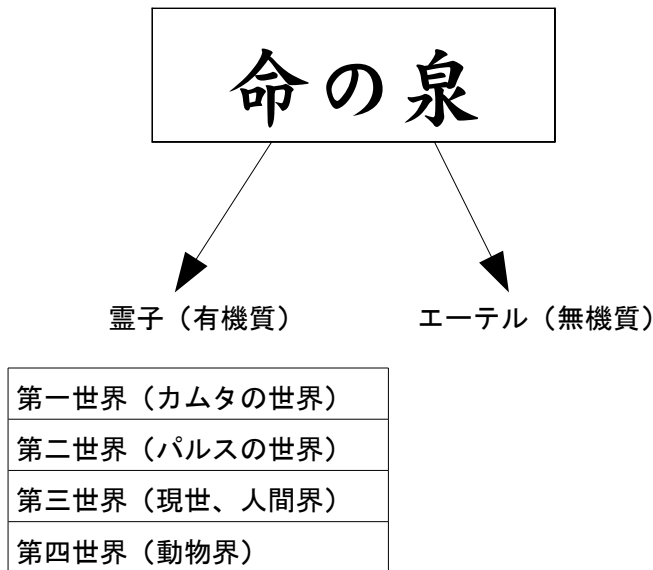 命の泉
霊子（有機質） エーテル（無機質）
第一世界（カムタの世界）
第二世界（パルスの世界）
第三世界（現世、人間界）
第四世界（動物界）